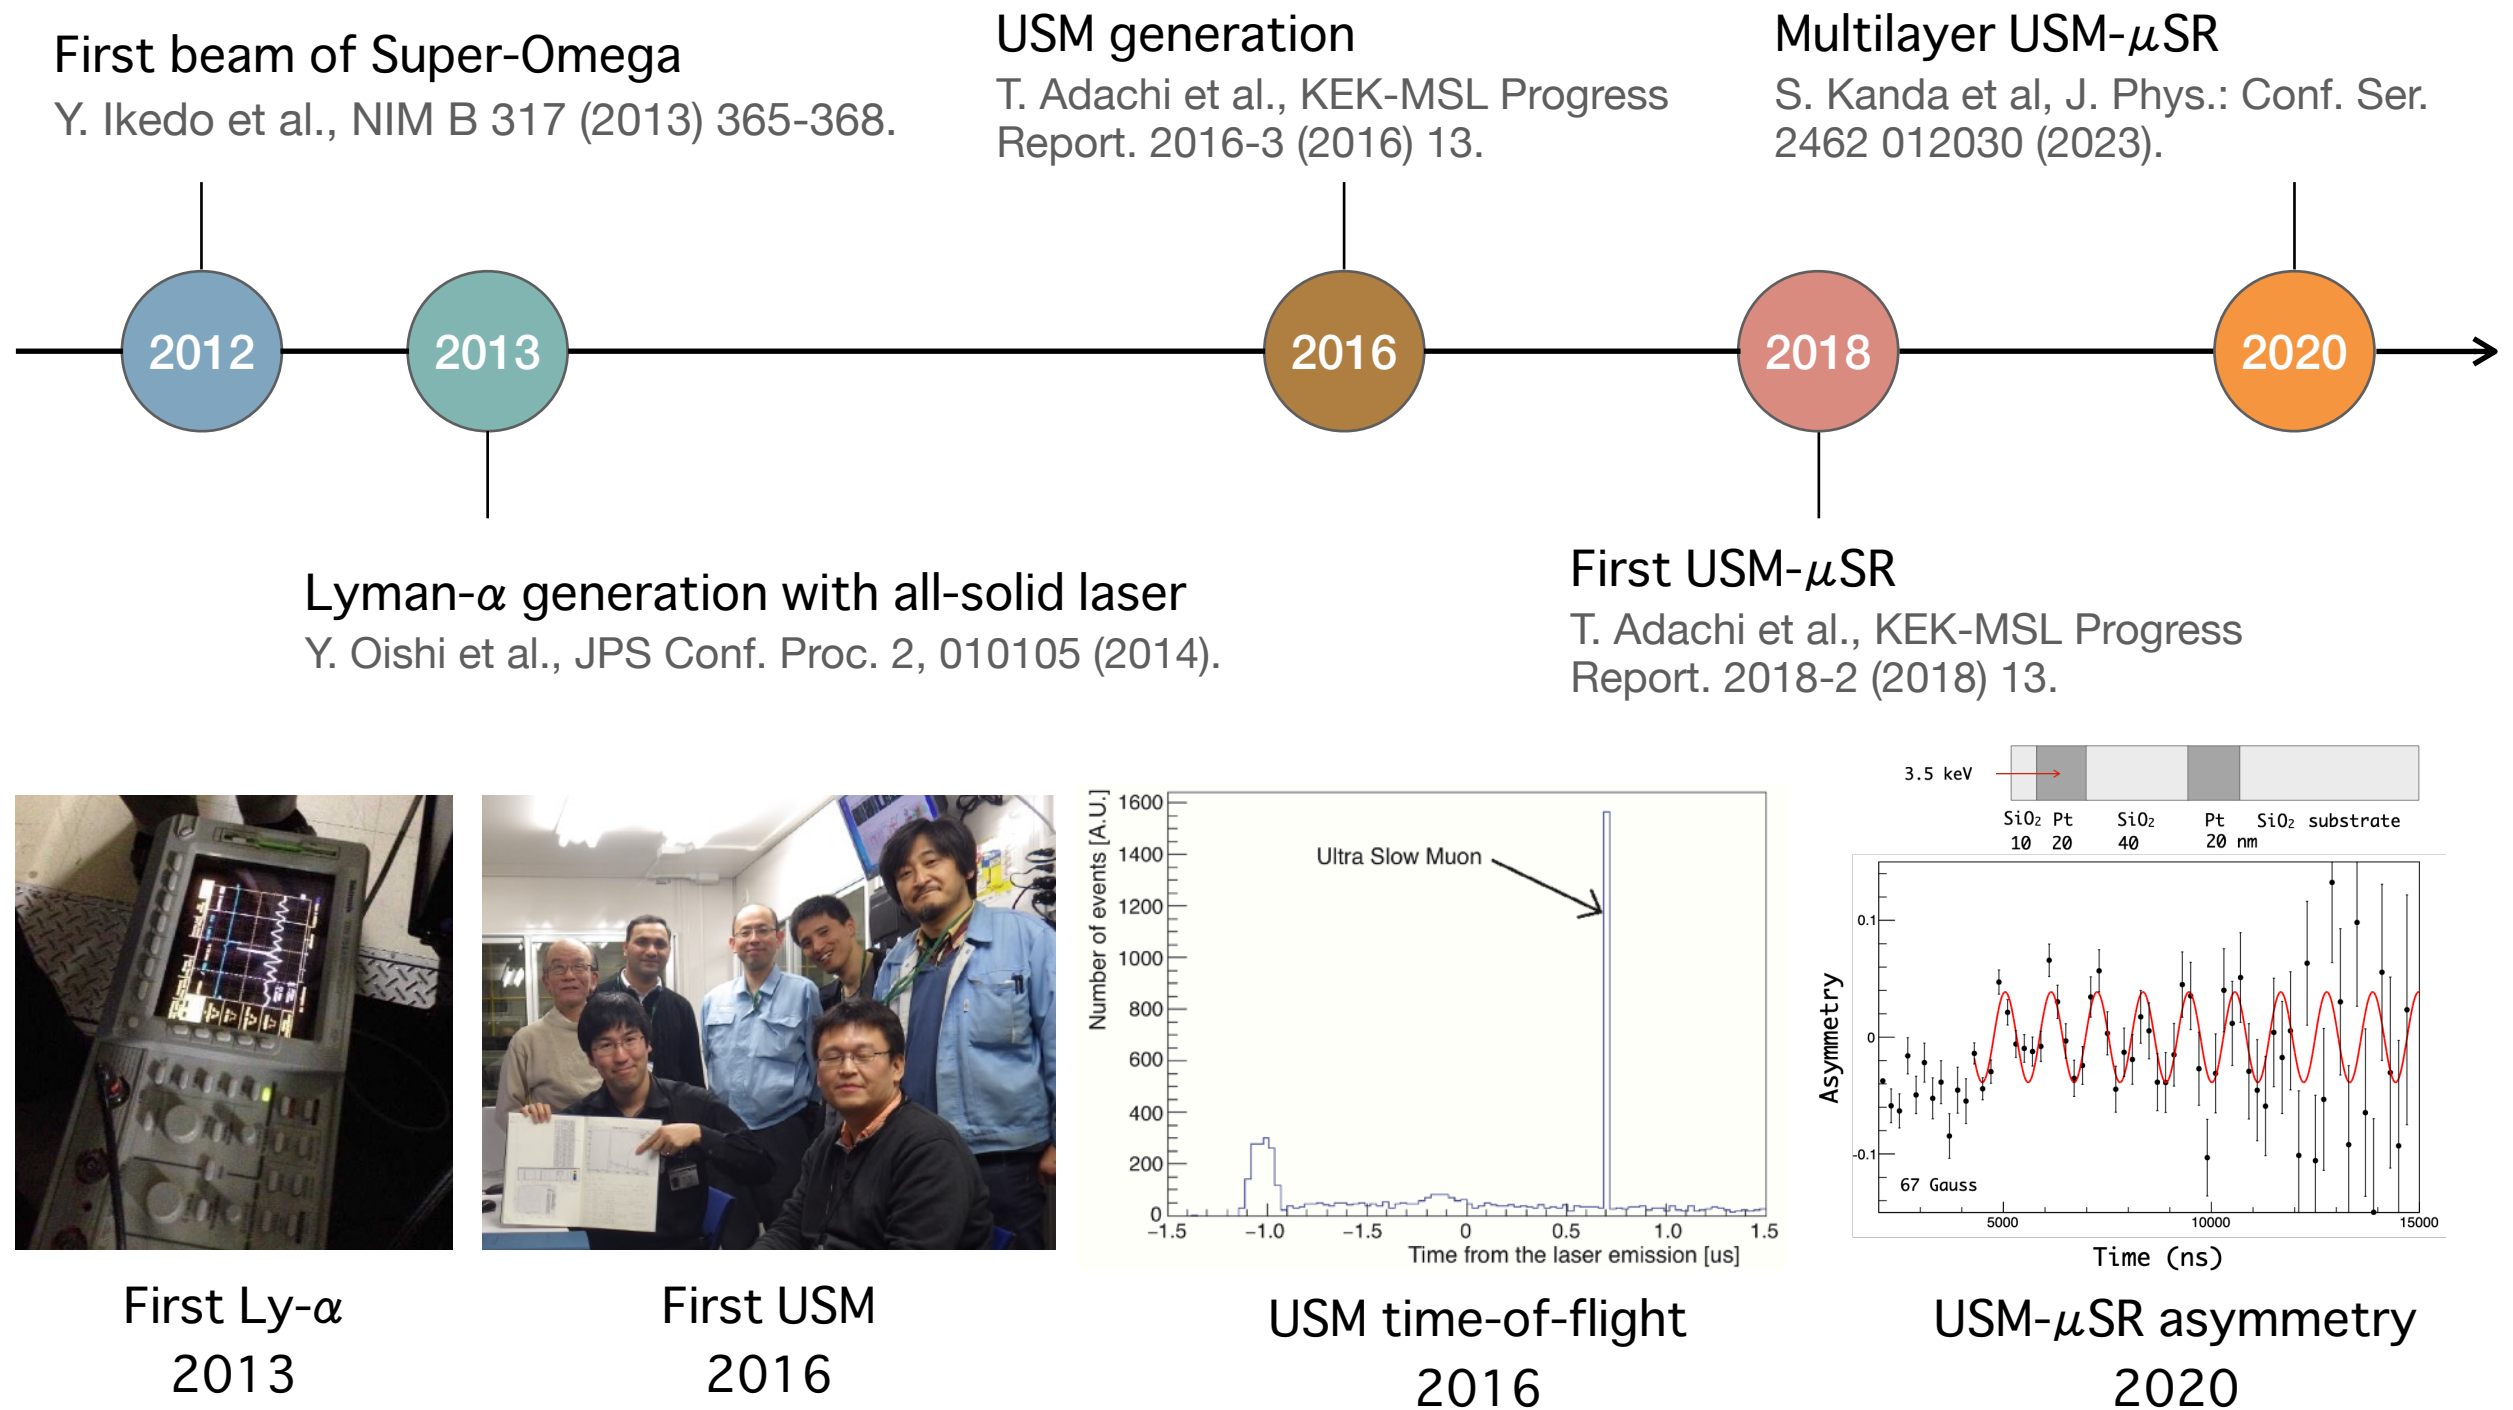 First beam of Super-Omega
Y. Ikedo et al., NIM B 317 (2013) 365-368.
USM generation
T. Adachi et al., KEK-MSL Progress
Report. 2016-3 (2016) 13.
Multilayer USM-μSR
S. Kanda et al, J. Phys.: Conf. Ser.
2462 012030 (2023).
2012
2013
2016
2018
2020
Lyman-α generation with all-solid laser
Y. Oishi et al., JPS Conf. Proc. 2, 010105 (2014).
First USM-μSR
T. Adachi et al., KEK-MSL Progress
Report. 2018-2 (2018) 13.
First Ly-α
2013
First USM
2016
Number of events [A.U.]
1600
1400
1200
1000
800
600
400
200
0
Ultra Slow Muon
−1.5 −1.0 −1.5 0 0.5 1.0 1.5
Time from the laser emission [us]
USM time-of-flight
2016
3.5 keV
SiO₂ Pt SiO₂ Pt SiO₂ substrate
10 20 40 20 nm
Asymmetry
0.1
0
-0.1
67 Gauss
5000 10000 15000
Time (ns)
USM-μSR asymmetry
2020